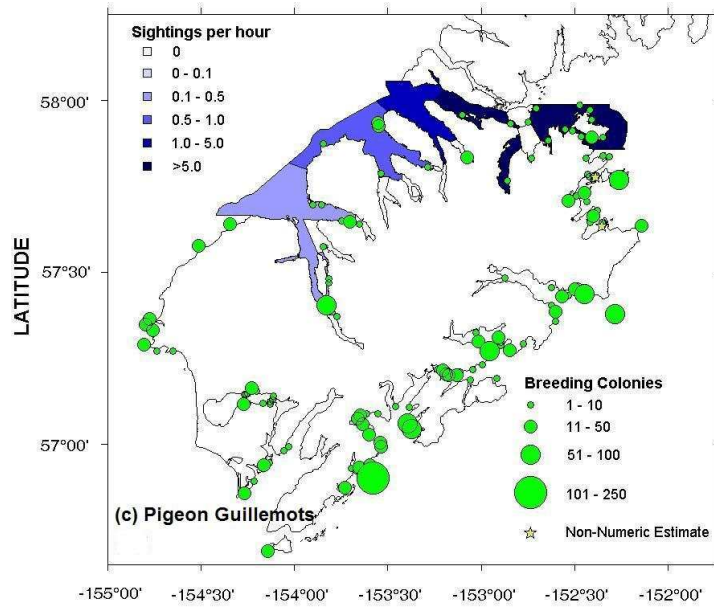 Sightings per hour
0
0 - 0.1
0.1 - 0.5
0.5 - 1.0
1.0 - 5.0
>5.0
58°00'
57°30'
57°00'
LATITUDE
Breeding Colonies
1 - 10
11 - 50
51 - 100
101 - 250
Non-Numeric Estimate
(c) Pigeon Guillemots
-155°00' -154°30' -154°00' -153°30' -153°00' -152°30' -152°00'